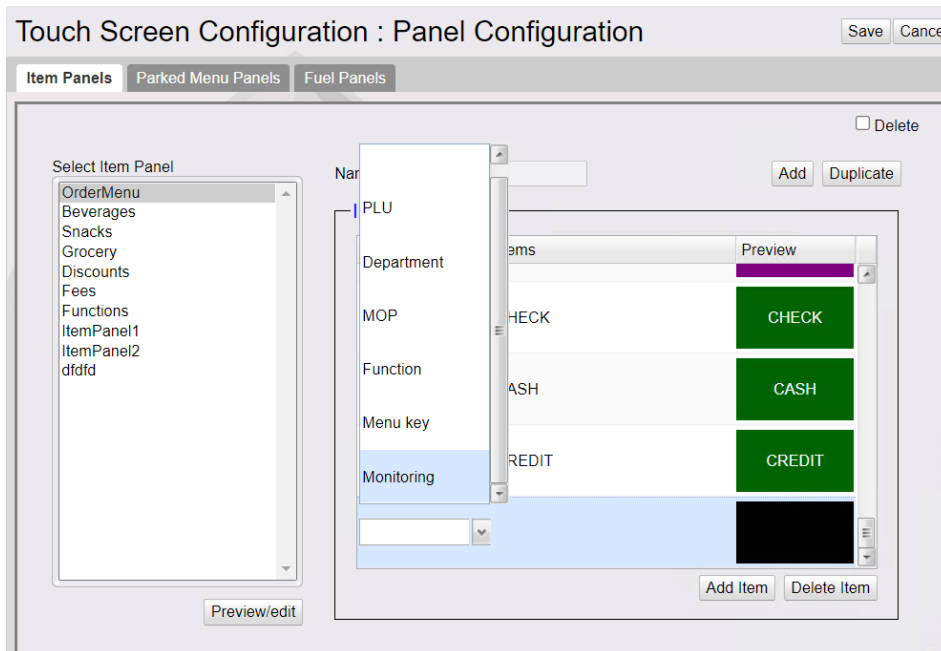 Touch Screen Configuration : Panel Configuration
Save
Item Panels
Parked Menu Panels
Fuel Panels
Delete
Select Item Panel
OrderMenu
Beverages
Snacks
Grocery
Discounts
Fees
Functions
ItemPanel1
ItemPanel2
dfdfd
Preview/edit
Add
Duplicate
PLU
Department
MOP
Function
Menu key
Monitoring
Preview
CHECK
CASH
CREDIT
Add Item
Delete Item